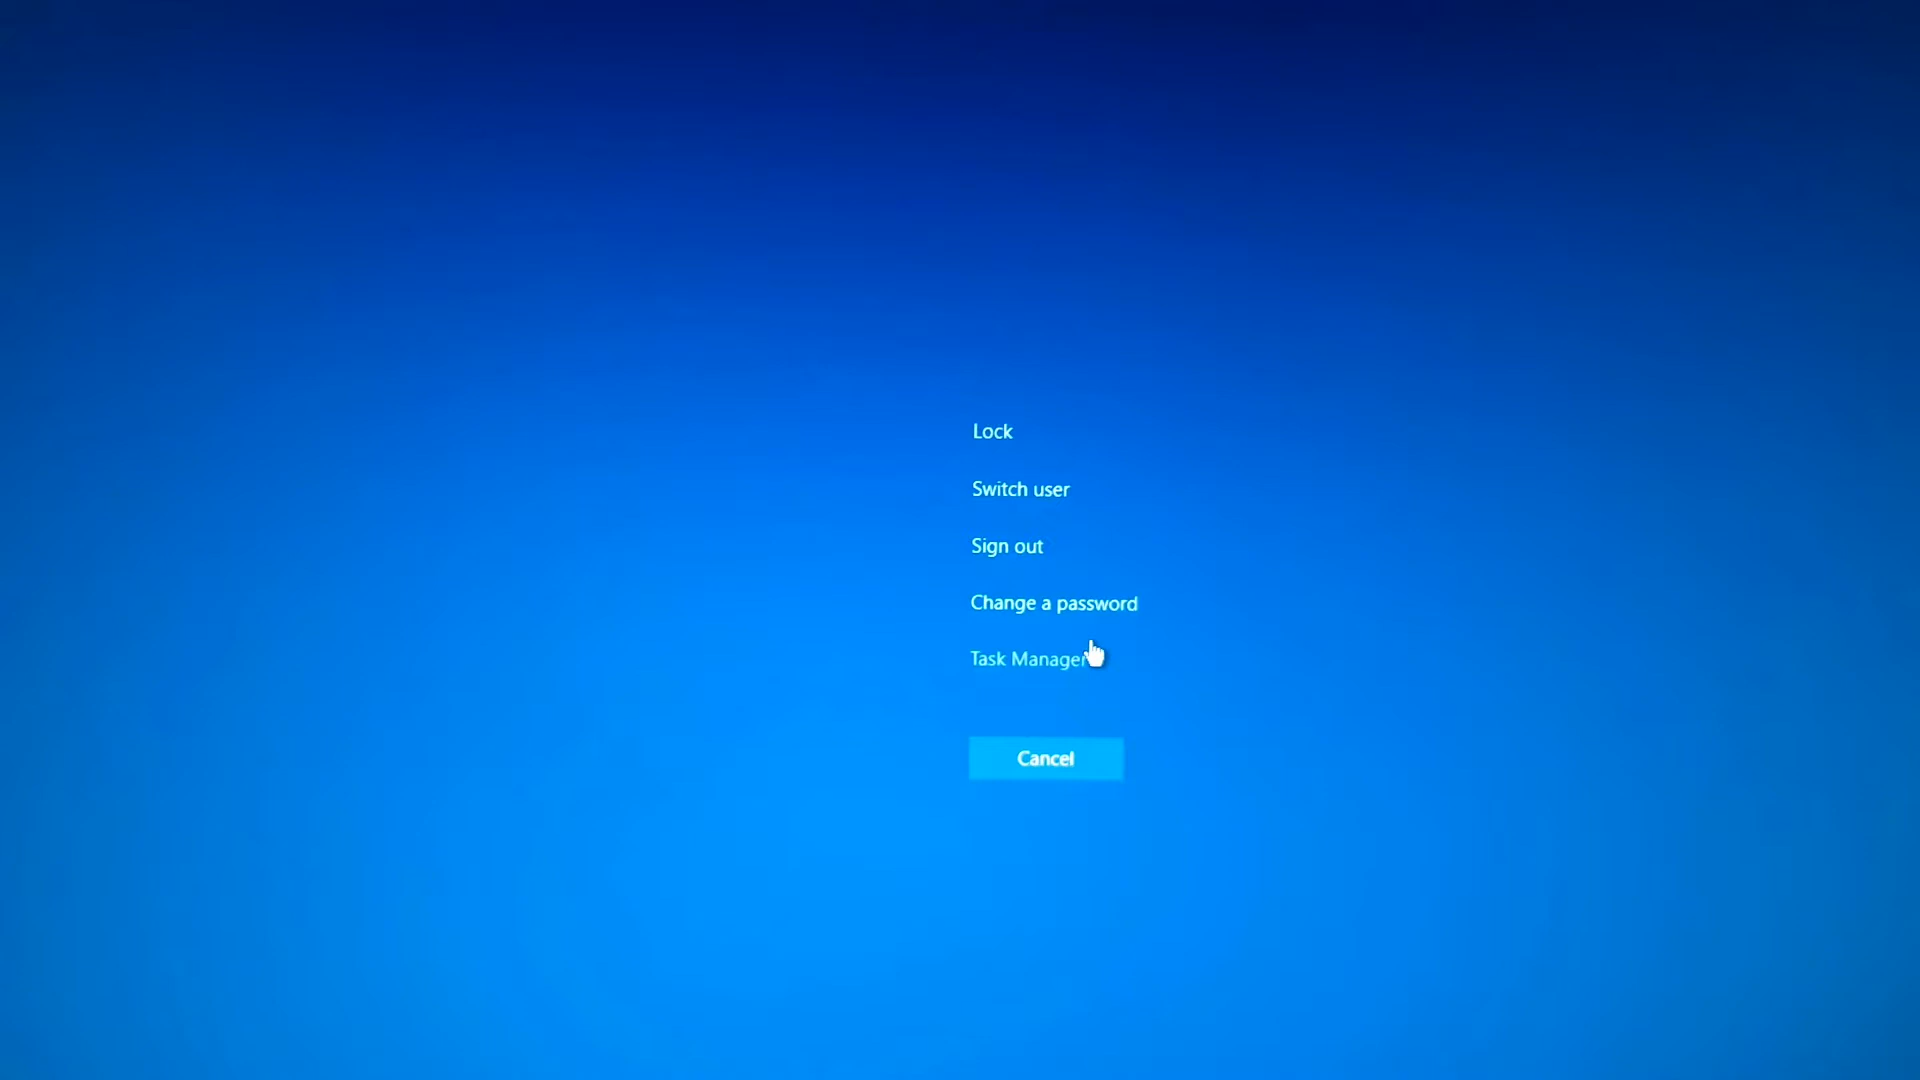 Lock
Switch user
Sign out
Change a password
Task Manager
Cancel